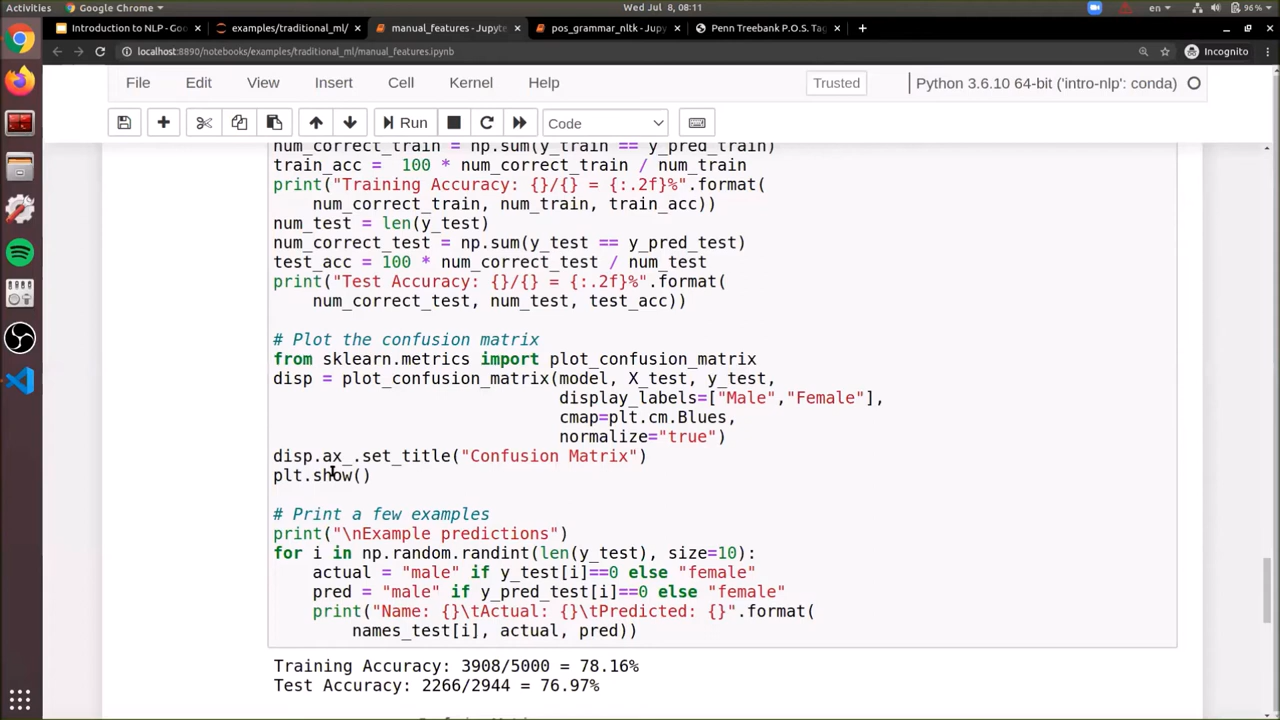 Activities
Google Chrome
Wed Jul 8, 08:11
en
96 %
Introduction to NLP - Goo
examples/traditional_ml/
manual_features - Jupyte
pos_grammar_nltk - Jupy
Penn Treebank P.O.S. Tag
localhost:8890/notebooks/examples/traditional_ml/manual_features.ipynb
Incognito
File Edit View Insert Cell Kernel Help
Trusted
Python 3.6.10 64-bit ('intro-nlp': conda)
Run
Code
num_correct_train = np.sum(y_train == y_pred_train)
train_acc =  100 * num_correct_train / num_train
print("Training Accuracy: {}/{} = {:.2f}%".format(
    num_correct_train, num_train, train_acc))
num_test = len(y_test)
num_correct_test = np.sum(y_test == y_pred_test)
test_acc = 100 * num_correct_test / num_test
print("Test Accuracy: {}/{} = {:.2f}%".format(
    num_correct_test, num_test, test_acc))
# Plot the confusion matrix
from sklearn.metrics import plot_confusion_matrix
disp = plot_confusion_matrix(model, X_test, y_test,
                             display_labels=["Male","Female"],
                             cmap=plt.cm.Blues,
                             normalize="true")
disp.ax_.set_title("Confusion Matrix")
plt.show()
# Print a few examples
print("\nExample predictions")
for i in np.random.randint(len(y_test), size=10):
    actual = "male" if y_test[i]==0 else "female"
    pred = "male" if y_pred_test[i]==0 else "female"
    print("Name: {}\tActual: {}\tPredicted: {}".format(
        names_test[i], actual, pred))
Training Accuracy: 3908/5000 = 78.16%
Test Accuracy: 2266/2944 = 76.97%